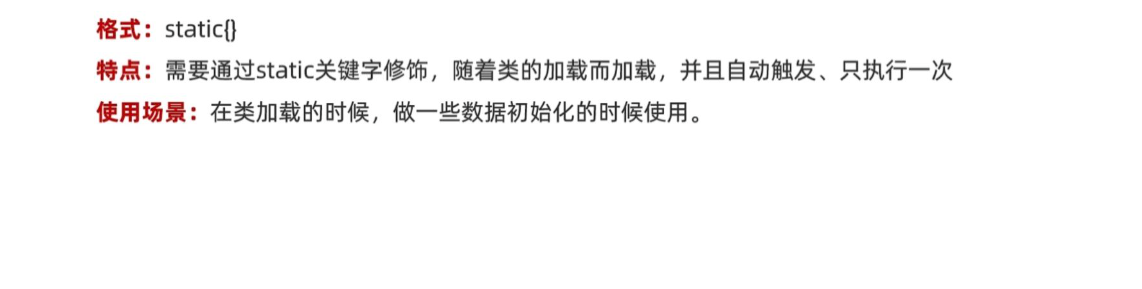 格式：static{}
特点：需要通过static关键字修饰，随着类的加载而加载，并且自动触发、只执行一次
使用场景：在类加载的时候，做一些数据初始化的时候使用。